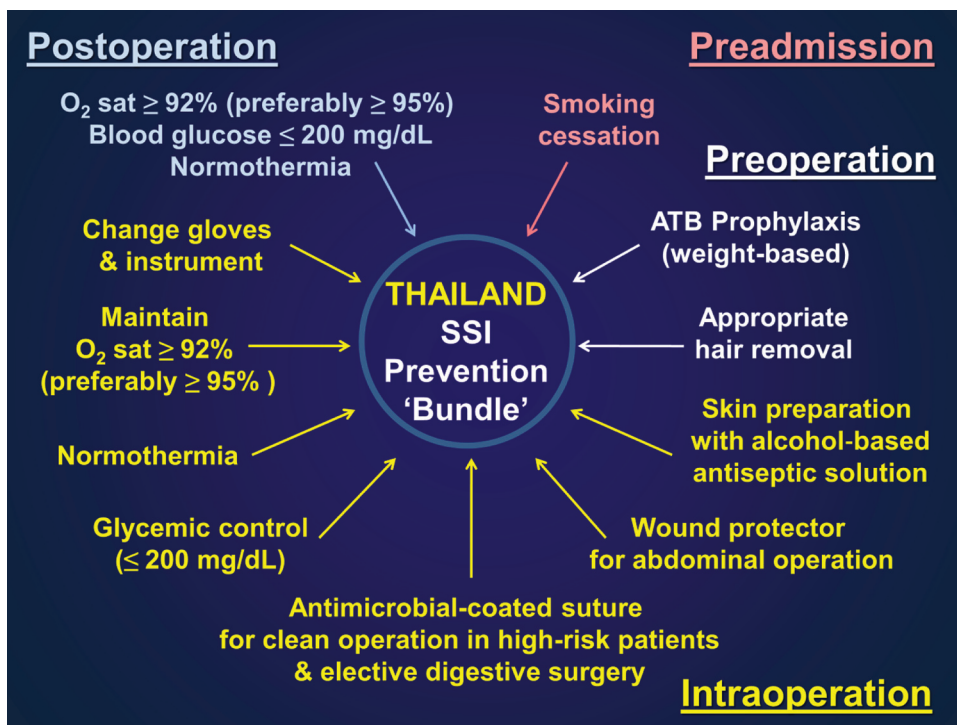 Postoperation
Preadmission
O₂ sat ≥ 92% (preferably ≥ 95%)
Blood glucose ≤ 200 mg/dL
Normothermia
Smoking
cessation
Preoperation
ATB Prophylaxis
(weight-based)
Change gloves
& instrument
Maintain
O₂ sat ≥ 92%
(preferably ≥ 95% )
THAILAND
SSI
Prevention
‘Bundle’
Appropriate
hair removal
Normothermia
Skin preparation
with alcohol-based
antiseptic solution
Glycemic control
(≤ 200 mg/dL)
Wound protector
for abdominal operation
Antimicrobial-coated suture
for clean operation in high-risk patients
& elective digestive surgery
Intraoperation